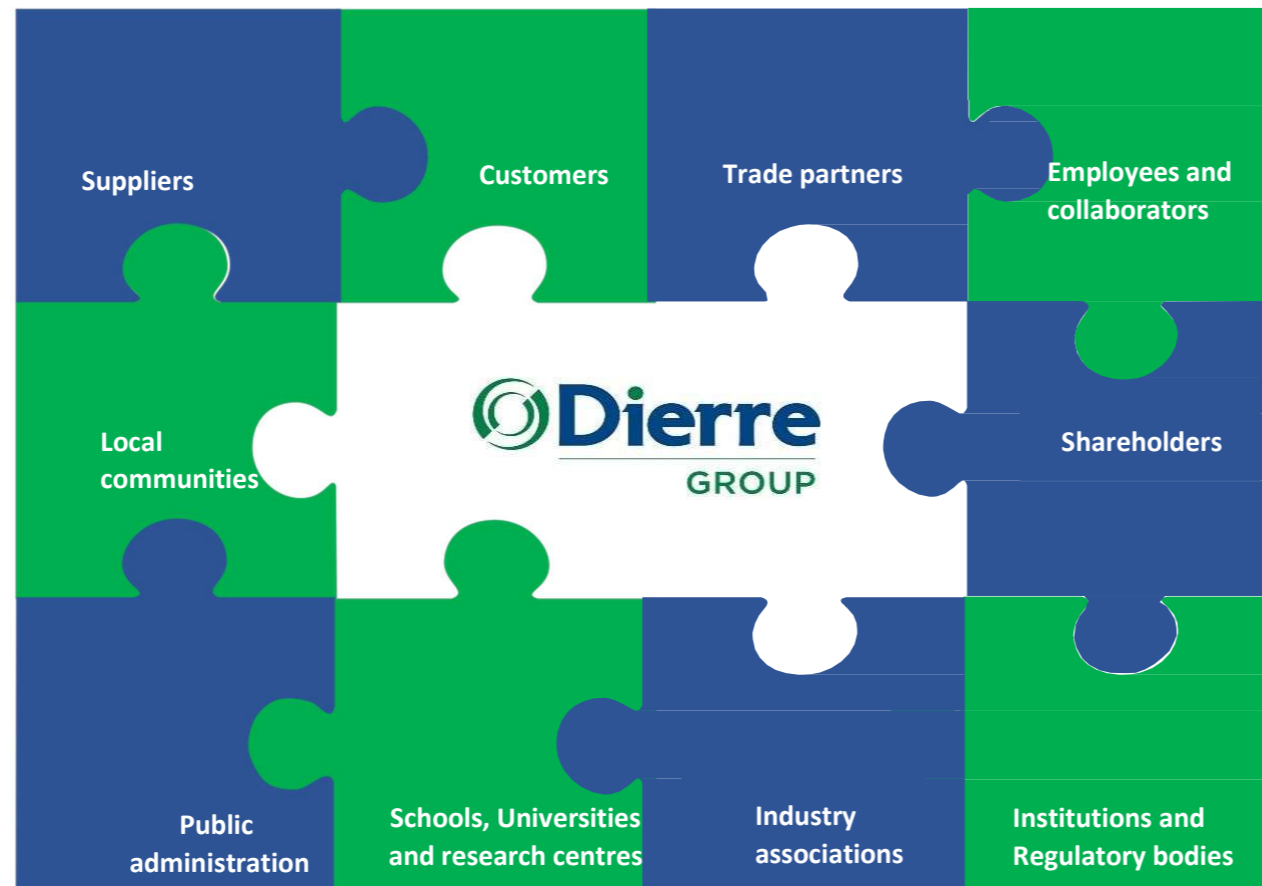 Suppliers
Customers
Trade partners
Employees and
collaborators
Local
communities
Dierre
GROUP
Shareholders
Public
administration
Schools, Universities
and research centres
Industry
associations
Institutions and
Regulatory bodies